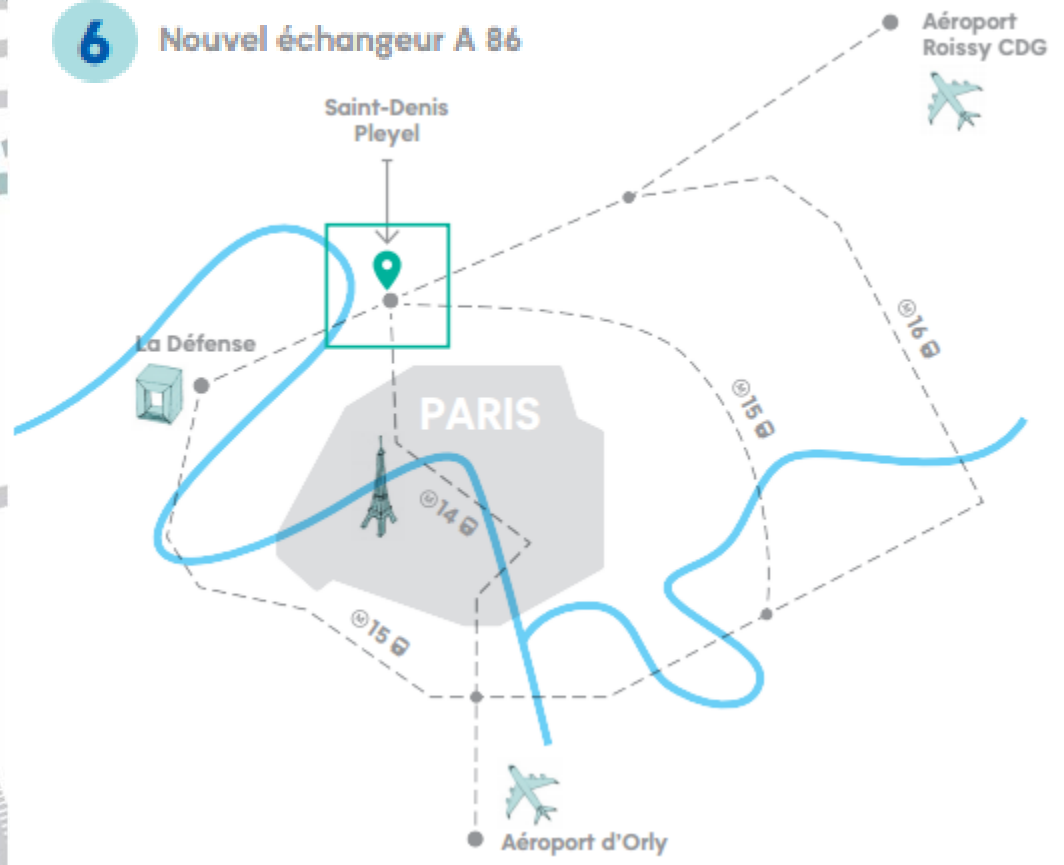 6 Nouvel échangeur A 86
Aéroport
Roissy CDG
Saint-Denis
Pleyel
La Défense
M 16
PARIS
M 15
M 14
M 15
Aéroport d'Orly